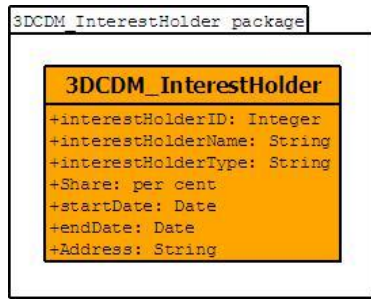 3DCDM_InterestHolder package
3DCDM_InterestHolder
+interestHolderID: Integer
+interestHolderName: String
+interestHolderType: String
+Share: per cent
+startDate: Date
+endDate: Date
+Address: String